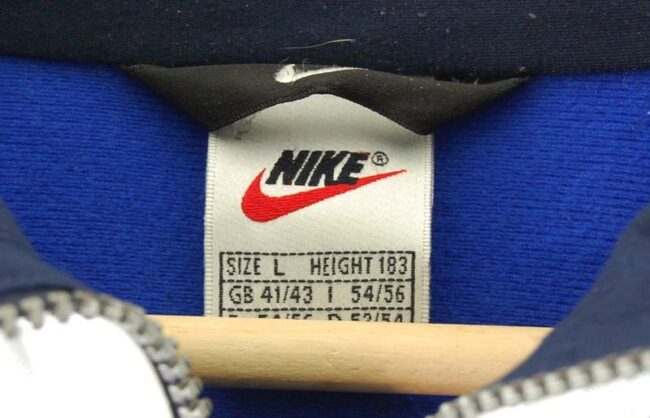 NIKE®
SIZE L HEIGHT 183
GB 41/43 I 54/56